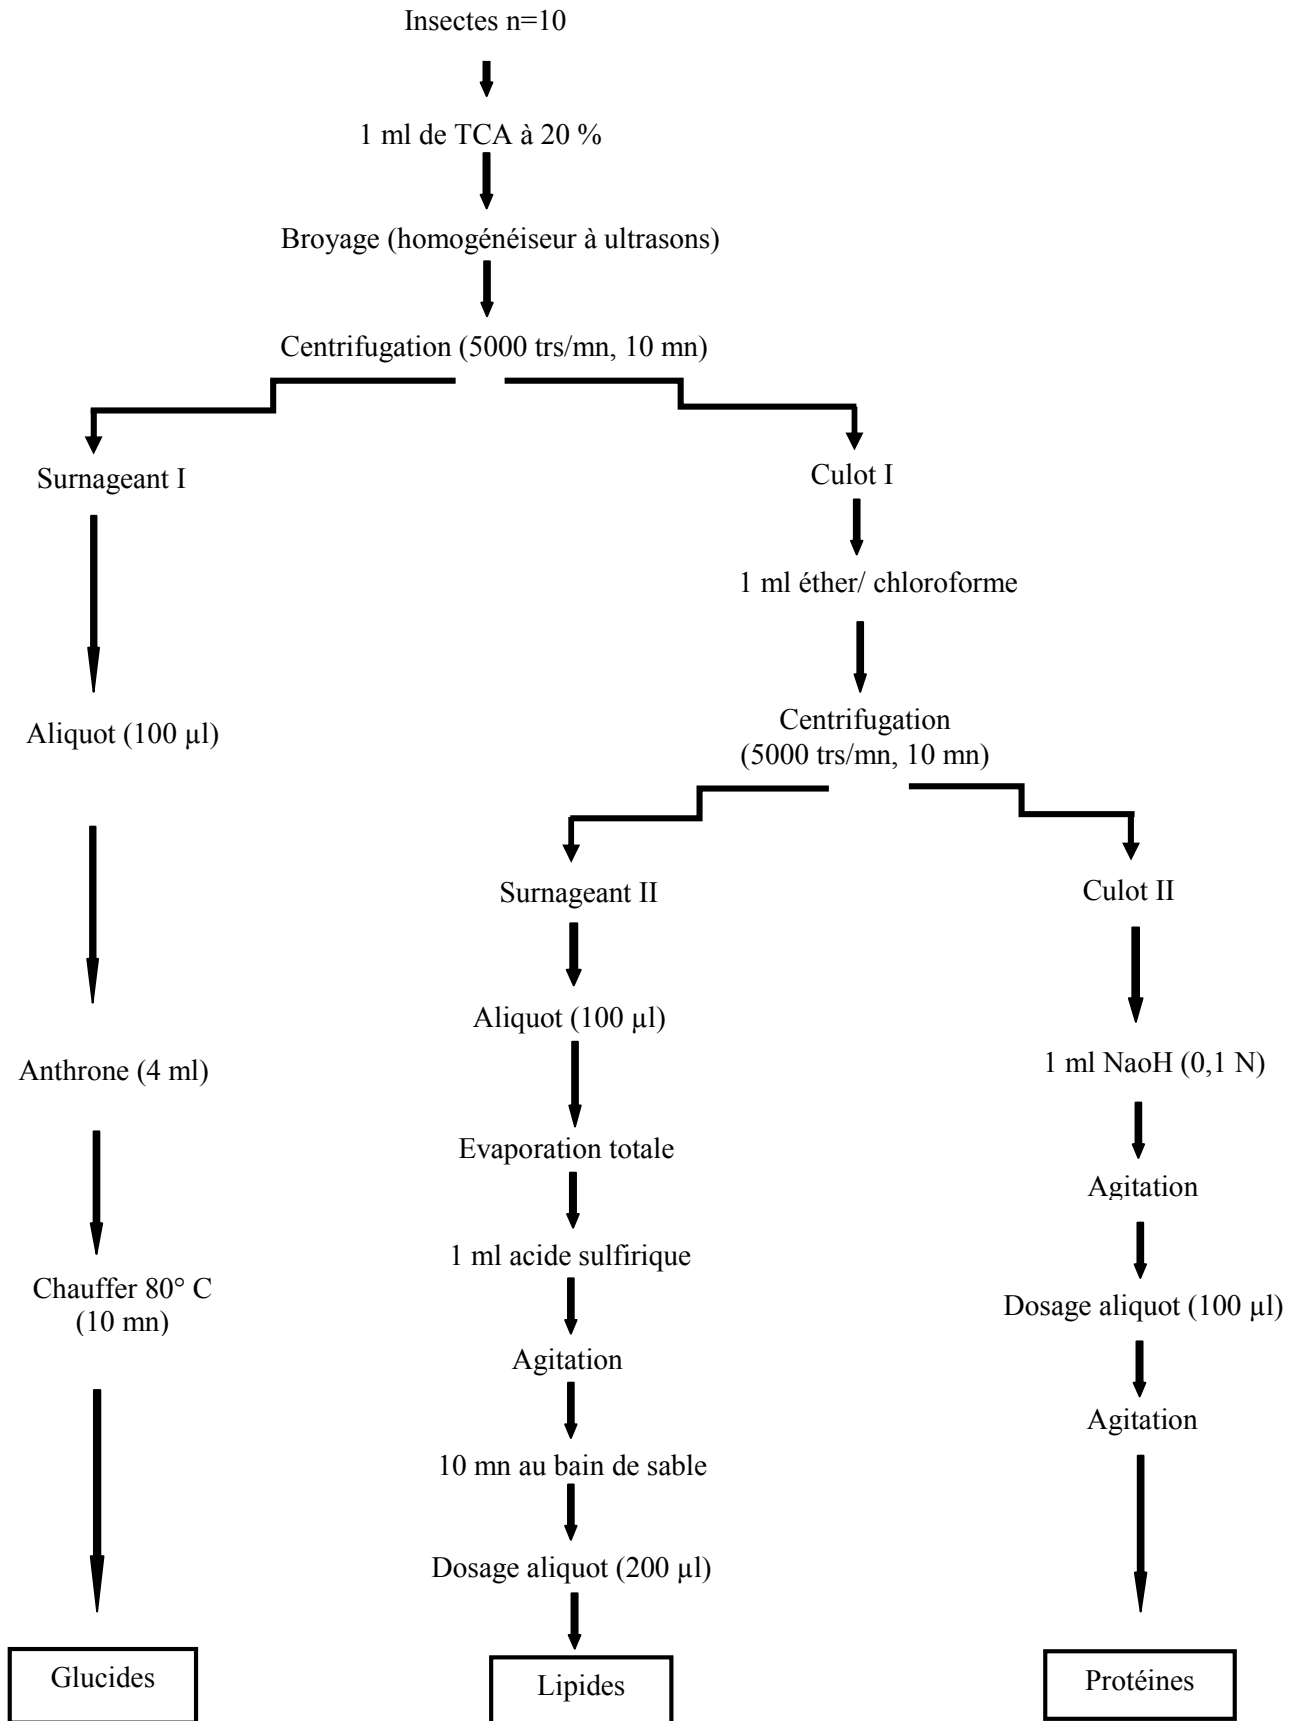 Insectes n=10
1 ml de TCA à 20 %
Broyage (homogénéiseur à ultrasons)
Centrifugation (5000 trs/mn, 10 mn)
Surnageant I
Aliquot (100 µl)
Anthrone (4 ml)
Chauffer 80° C
(10 mn)
Glucides
Culot I
1 ml éther/ chloroforme
Centrifugation
(5000 trs/mn, 10 mn)
Surnageant II
Aliquot (100 µl)
Evaporation totale
1 ml acide sulfirique
Agitation
10 mn au bain de sable
Dosage aliquot (200 µl)
Lipides
Culot II
1 ml NaoH (0,1 N)
Agitation
Dosage aliquot (100 µl)
Agitation
Protéines